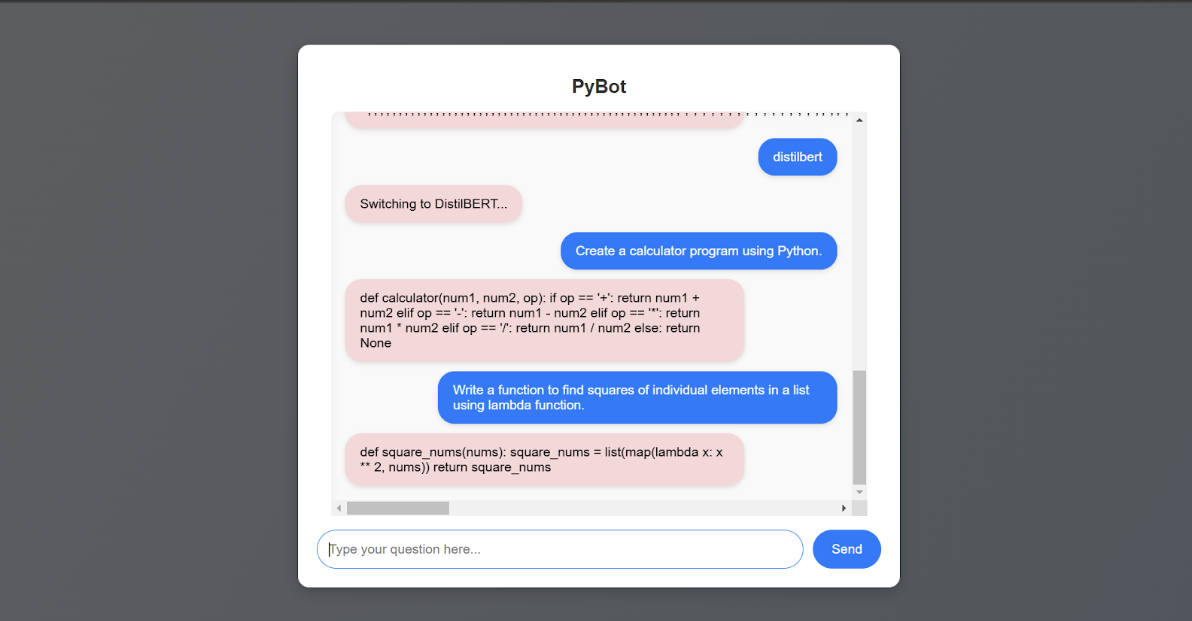 PyBot
distilbert
Switching to DistilBERT...
Create a calculator program using Python.
def calculator(num1, num2, op): if op == '+': return num1 +
num2 elif op == '-': return num1 - num2 elif op == '*': return
num1 * num2 elif op == '/': return num1 / num2 else: return
None
Write a function to find squares of individual elements in a list
using lambda function.
def square_nums(nums): square_nums = list(map(lambda x: x
** 2, nums)) return square_nums
Type your question here...
Send